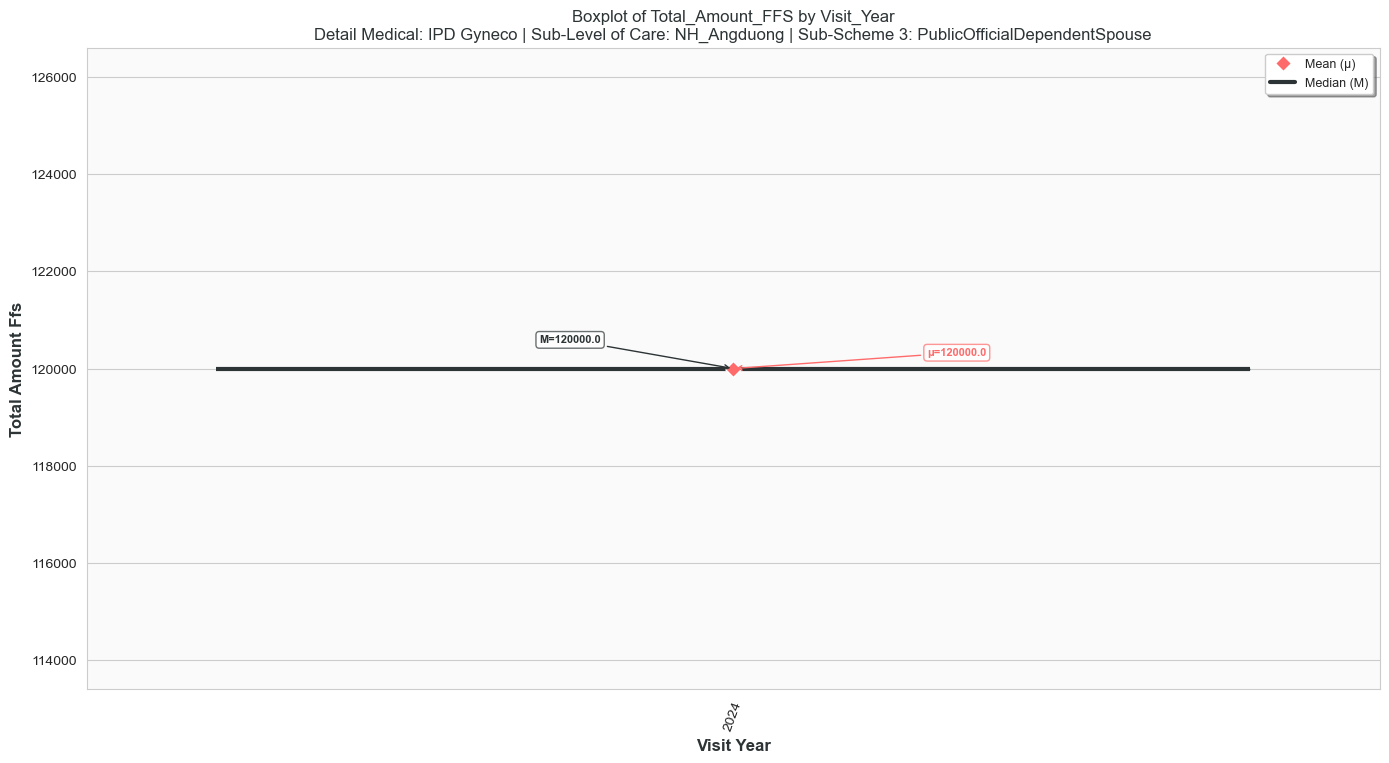 Boxplot of Total_Amount_FFS by Visit_Year
Detail Medical: IPD Gyneco | Sub-Level of Care: NH_Angduong | Sub-Scheme 3: PublicOfficialDependentSpouse
Mean (μ)
Median (M)
126000
124000
122000
120000
118000
116000
114000
Total Amount Ffs
M=120000.0
μ=120000.0
2024
Visit Year